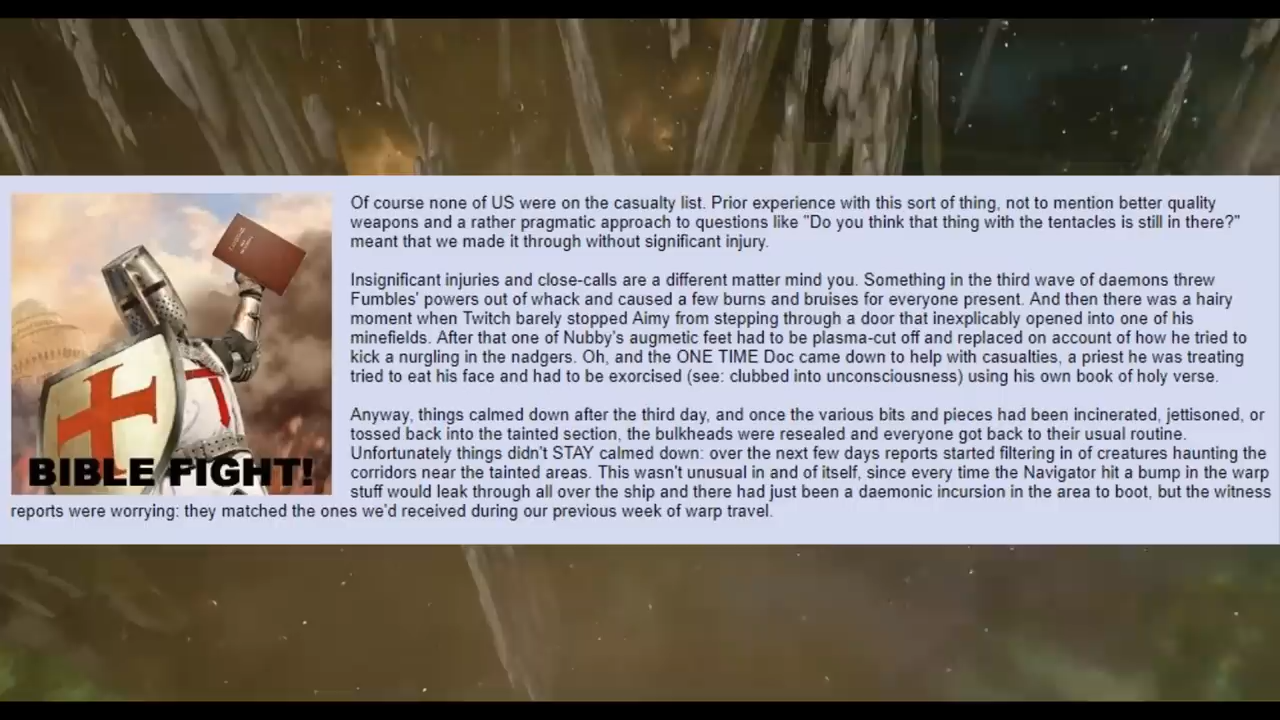 BIBLE FIGHT!
Of course none of US were on the casualty list. Prior experience with this sort of thing, not to mention better quality
weapons and a rather pragmatic approach to questions like "Do you think that thing with the tentacles is still in there?"
meant that we made it through without significant injury.
Insignificant injuries and close-calls are a different matter mind you. Something in the third wave of daemons threw
Fumbles' powers out of whack and caused a few burns and bruises for everyone present. And then there was a hairy
moment when Twitch barely stopped Aimy from stepping through a door that inexplicably opened into one of his
minefields. After that one of Nubby's augmetic feet had to be plasma-cut off and replaced on account of how he tried to
kick a nurgling in the nadgers. Oh, and the ONE TIME Doc came down to help with casualties, a priest he was treating
tried to eat his face and had to be exorcised (see: clubbed into unconsciousness) using his own book of holy verse.
Anyway, things calmed down after the third day, and once the various bits and pieces had been incinerated, jettisoned, or
tossed back into the tainted section, the bulkheads were resealed and everyone got back to their usual routine.
Unfortunately things didn't STAY calmed down: over the next few days reports started filtering in of creatures haunting the
corridors near the tainted areas. This wasn't unusual in and of itself, since every time the Navigator hit a bump in the warp
stuff would leak through all over the ship and there had just been a daemonic incursion in the area to boot, but the witness
reports were worrying: they matched the ones we'd received during our previous week of warp travel.